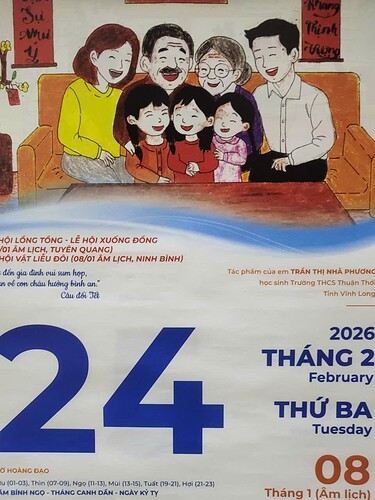 Sự
Như
Ý
Khang
Thịnh
Vượng
HỘI LỒNG TỒNG - LỄ HỘI XUỐNG ĐỒNG
/01 ÂM LỊCH, TUYÊN QUANG)
HỘI VẬT LIỄU ĐÔI (08/01 ÂM LỊCH, NINH BÌNH)
đến gia đình vui sum họp,
về con cháu hưởng bình an."
Câu đối Tết
Tác phẩm của em TRẦN THỊ NHÃ PHƯƠNG
học sinh Trường THCS Thuận Thới
Tỉnh Vĩnh Long
24
2026
THÁNG 2
February
THỨ BA
Tuesday
08
Tháng 1 (Âm lịch)
HOÀNG ĐẠO
(01-03), Thìn (07-09), Ngọ (11-13), Mùi (13-15), Tuất (19-21), Hợi (21-23)
BÍNH NGỌ - THÁNG CANH DẦN - NGÀY KỶ TỴ